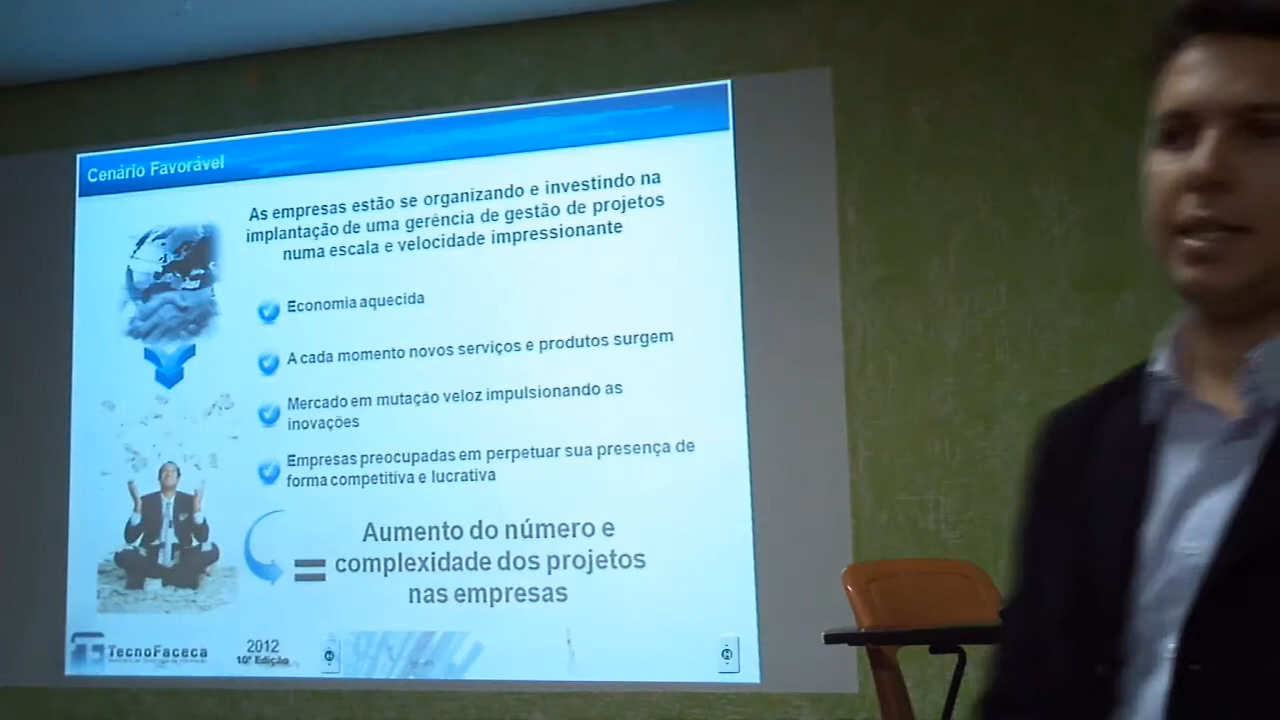 Cenário Favorável
As empresas estão se organizando e investindo na
implantação de uma gerência de gestão de projetos
numa escala e velocidade impressionante
Economia aquecida
A cada momento novos serviços e produtos surgem
Mercado em mutação veloz impulsionando as
inovações
Empresas preocupadas em perpetuar sua presença de
forma competitiva e lucrativa
=
Aumento do número e
complexidade dos projetos
nas empresas
TecnoFaceca
2012
10ª Edição